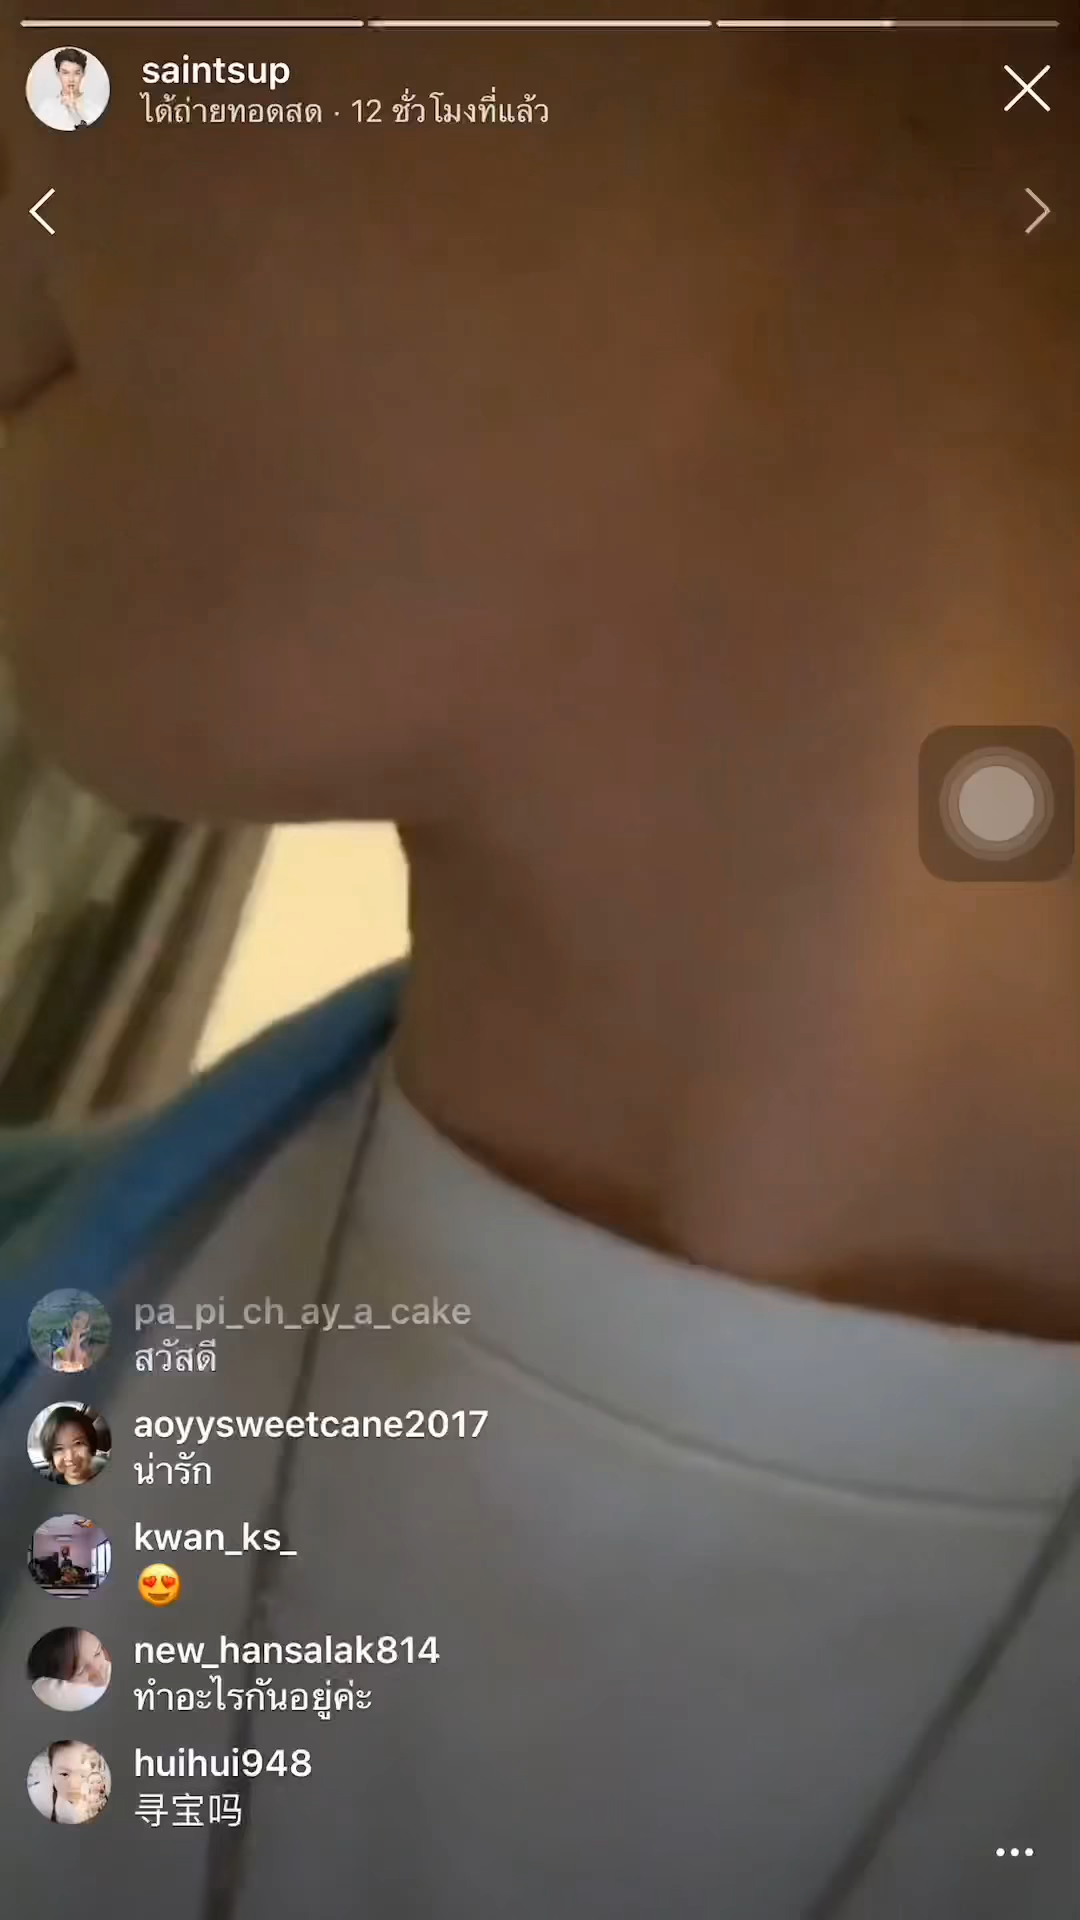 saintsup
ได้ถ่ายทอดสด · 12 ชั่วโมงที่แล้ว
pa_pi_ch_ay_a_cake
สวัสดี
aoyysweetcane2017
น่ารัก
kwan_ks_
😍
new_hansalak814
ทำอะไรกันอยู่ค่ะ
huihui948
寻宝吗